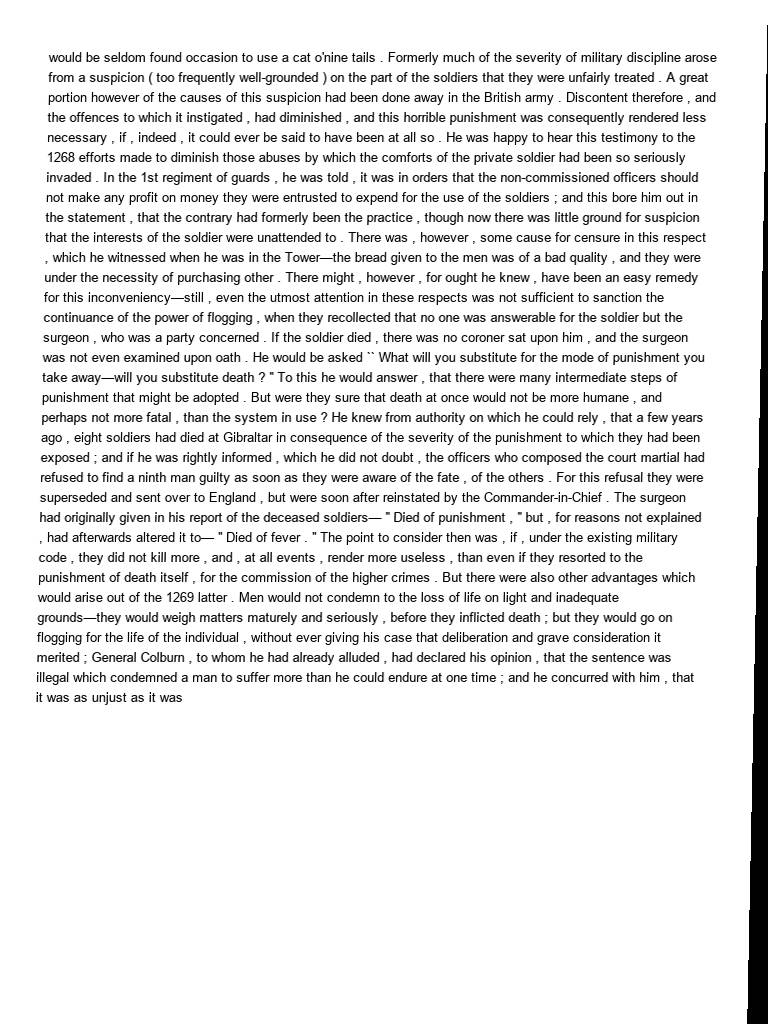 would be seldom found occasion to use a cat o'nine tails . Formerly much of the severity of military discipline arose
from a suspicion ( too frequently well-grounded ) on the part of the soldiers that they were unfairly treated . A great
portion however of the causes of this suspicion had been done away in the British army . Discontent therefore , and
the offences to which it instigated , had diminished , and this horrible punishment was consequently rendered less
necessary , if , indeed , it could ever be said to have been at all so . He was happy to hear this testimony to the
1268 efforts made to diminish those abuses by which the comforts of the private soldier had been so seriously
invaded . In the 1st regiment of guards , he was told , it was in orders that the non-commissioned officers should
not make any profit on money they were entrusted to expend for the use of the soldiers ; and this bore him out in
the statement , that the contrary had formerly been the practice , though now there was little ground for suspicion
that the interests of the soldier were unattended to . There was , however , some cause for censure in this respect
, which he witnessed when he was in the Tower—the bread given to the men was of a bad quality , and they were
under the necessity of purchasing other . There might , however , for ought he knew , have been an easy remedy
for this inconveniency—still , even the utmost attention in these respects was not sufficient to sanction the
continuance of the power of flogging , when they recollected that no one was answerable for the soldier but the
surgeon , who was a party concerned . If the soldier died , there was no coroner sat upon him , and the surgeon
was not even examined upon oath . He would be asked `` What will you substitute for the mode of punishment you
take away—will you substitute death ? " To this he would answer , that there were many intermediate steps of
punishment that might be adopted . But were they sure that death at once would not be more humane , and
perhaps not more fatal , than the system in use ? He knew from authority on which he could rely , that a few years
ago , eight soldiers had died at Gibraltar in consequence of the severity of the punishment to which they had been
exposed ; and if he was rightly informed , which he did not doubt , the officers who composed the court martial had
refused to find a ninth man guilty as soon as they were aware of the fate , of the others . For this refusal they were
superseded and sent over to England , but were soon after reinstated by the Commander-in-Chief . The surgeon
had originally given in his report of the deceased soldiers— " Died of punishment , " but , for reasons not explained
, had afterwards altered it to— " Died of fever . " The point to consider then was , if , under the existing military
code , they did not kill more , and , at all events , render more useless , than even if they resorted to the
punishment of death itself , for the commission of the higher crimes . But there were also other advantages which
would arise out of the 1269 latter . Men would not condemn to the loss of life on light and inadequate
grounds—they would weigh matters maturely and seriously , before they inflicted death ; but they would go on
flogging for the life of the individual , without ever giving his case that deliberation and grave consideration it
merited ; General Colburn , to whom he had already alluded , had declared his opinion , that the sentence was
illegal which condemned a man to suffer more than he could endure at one time ; and he concurred with him , that
it was as unjust as it was